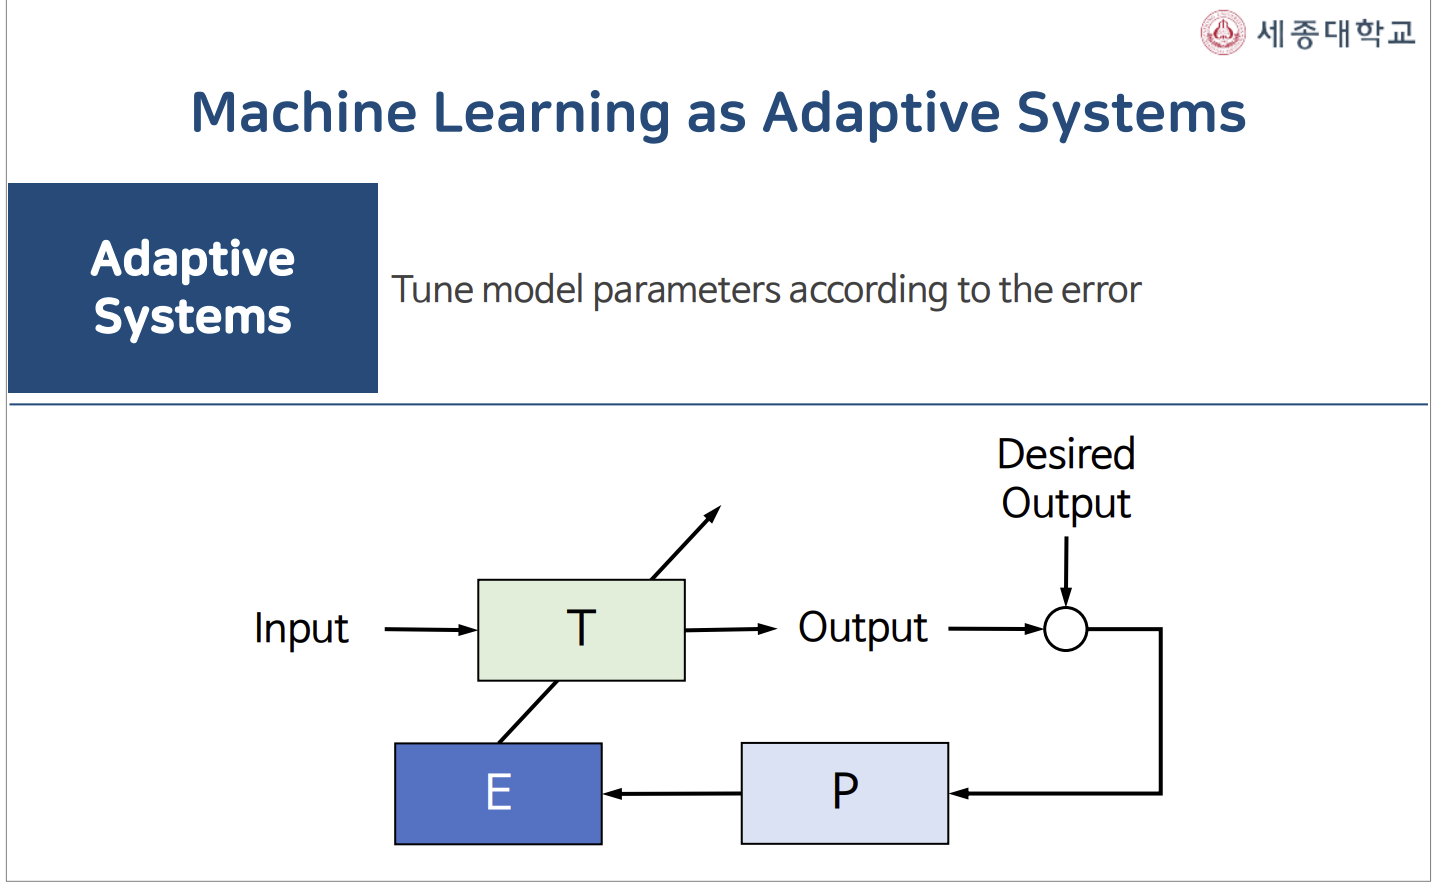 세종대학교
Machine Learning as Adaptive Systems
Adaptive
Systems
Tune model parameters according to the error
Desired
Output
Input
T
Output
E
P